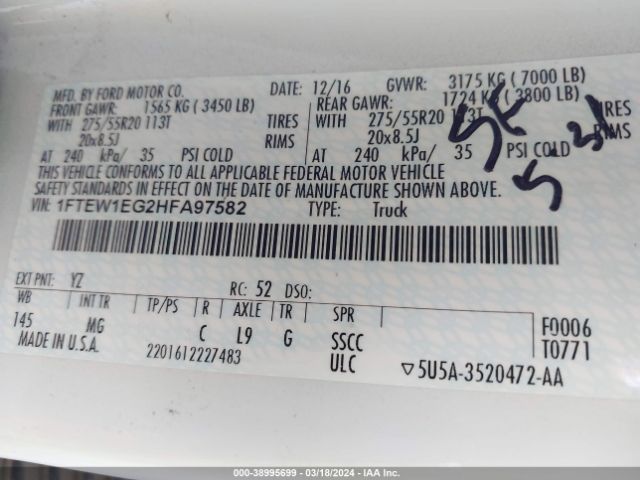 MFD. BY FORD MOTOR CO.
DATE: 12/16
GVWR: 3175 KG ( 7000 LB)
FRONT GAWR: 1565 KG ( 3450 LB)
REAR GAWR: 1724 KG ( 3800 LB)
WITH 275/55R20 113T TIRES
WITH 275/55R20 113T TIRES
20x8.5J RIMS
20x8.5J RIMS
AT 240 kPa/ 35 PSI COLD
AT 240 kPa/ 35 PSI COLD
THIS VEHICLE CONFORMS TO ALL APPLICABLE FEDERAL MOTOR VEHICLE
SAFETY STANDARDS IN EFFECT ON THE DATE OF MANUFACTURE SHOWN ABOVE.
VIN: 1FTEW1EG2HFA97582
TYPE: Truck
EXT PNT: YZ RC: 52 DSO:
WB INT TR TP/PS R AXLE TR SPR
145 MG C L9 G SSCC
F0006
T0771
MADE IN U.S.A. 2201612227483 ULC
▽5U5A-3520472-AA
000-38995699 - 03/18/2024 - IAA Inc.